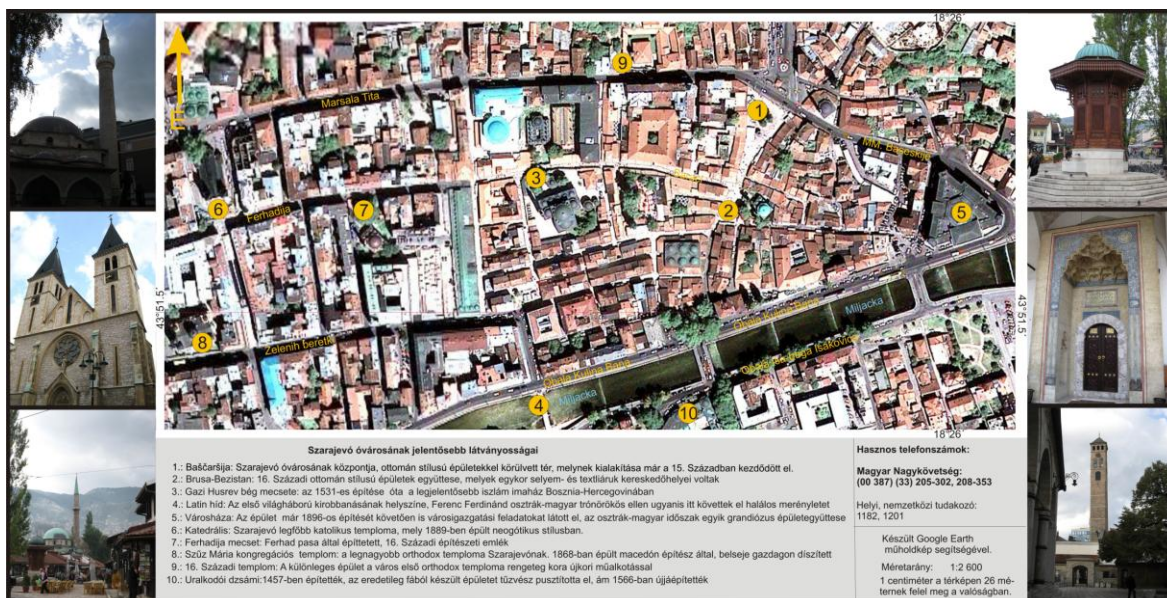 18°26'
É
Marsala Tita
9
1
MM. Baseskije
3
6
Ferhadija
7
2
5
43°51.5'
43°51.5'
Obala Kulina Bana
Miljacka
8
Zelenih beretki
Obala Kulina Bana
Miljacka
4
10
18°26'
Szarajevó óvárosának jelentősebb látványosságai
1.: Baščaršija: Szarajevó óvárosának központja, ottomán stílusú épületekkel körülvett tér, melynek kialakítása már a 15. Században kezdődött el.
2.: Brusa-Bezistan: 16. Századi ottomán stílusú épületek együttese, melyek egykor selyem- és textliáruk kereskedőhelyei voltak
3.: Gazi Husrev bég mecsete: az 1531-es építése óta a legjelentősebb iszlám imaház Bosznia-Hercegovinában
4.: Latin híd: Az első világháború kirobbanásának helyszíne, Ferenc Ferdinánd osztrák-magyar trónörökös ellen ugyanis itt követtek el halálos merényletet
5.: Városháza: Az épület már 1896-os építését követően is városigazgatási feladatokat látott el, az osztrák-magyar időszak egyik grandiózus épületegyüttese
6.: Katedrális: Szarajevó legfőbb katolikus temploma, mely 1889-ben épült neogótikus stílusban.
7.: Ferhadija mecset: Ferhad pasa által építtetett, 16. Századi építészeti emlék
8.: Szűz Mária kongregációs templom: a legnagyobb orthodox temploma Szarajevónak. 1868-ban épült macedón építész által, belseje gazdagon díszített
9.: 16. Századi templom: A különleges épület a város első orthodox temploma rengeteg kora újkori műalkotással
10.: Uralkodói dzsámi:1457-ben építették, az eredetileg fából készült épületet tűzvész pusztította el, ám 1566-ban újjáépítették
Hasznos telefonszámok:
Magyar Nagykövetség:
(00 387) (33) 205-302, 208-353
Helyi, nemzetközi tudakozó:
1182, 1201
Készült Google Earth
műholdkép segítségével.
Méretarány: 1:2 600
1 centiméter a térképen 26 mé-
ternek felel meg a valóságban.